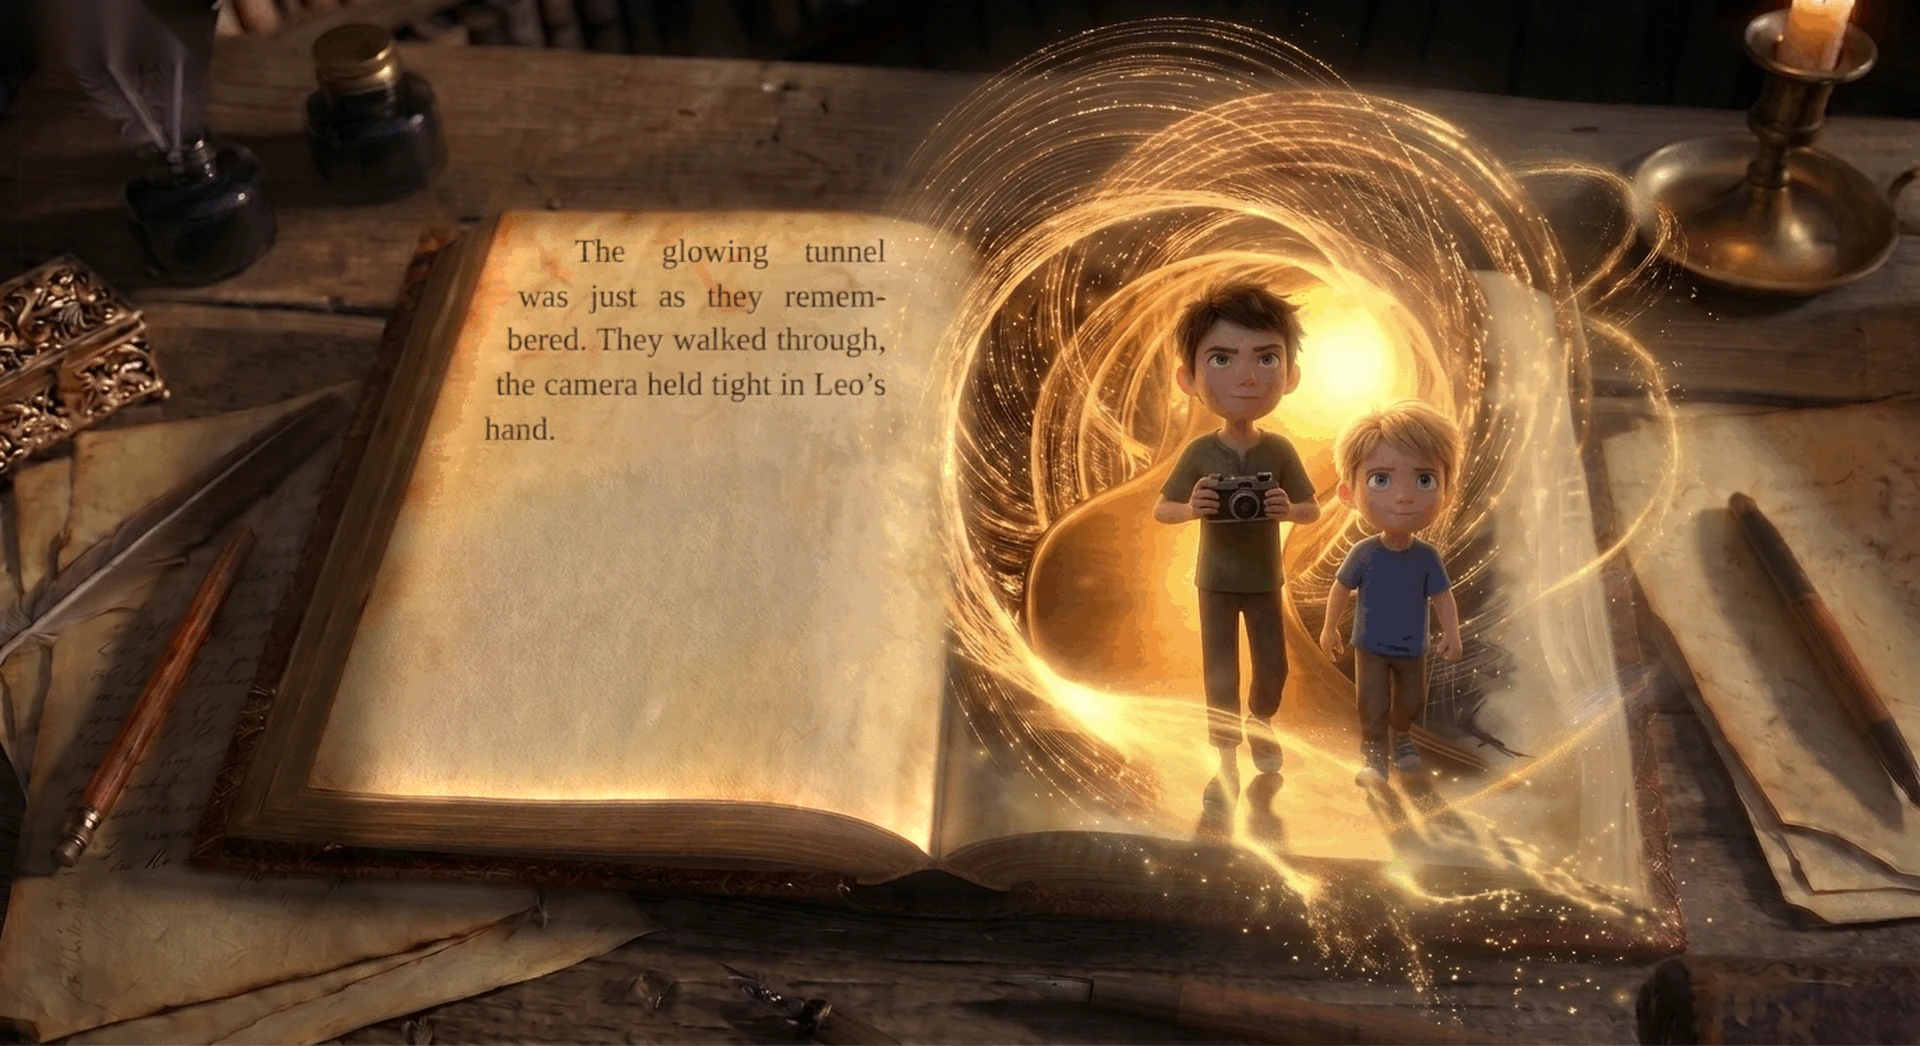 The glowing tunnel
was just as they remem-
bered. They walked through,
the camera held tight in Leo’s
hand.